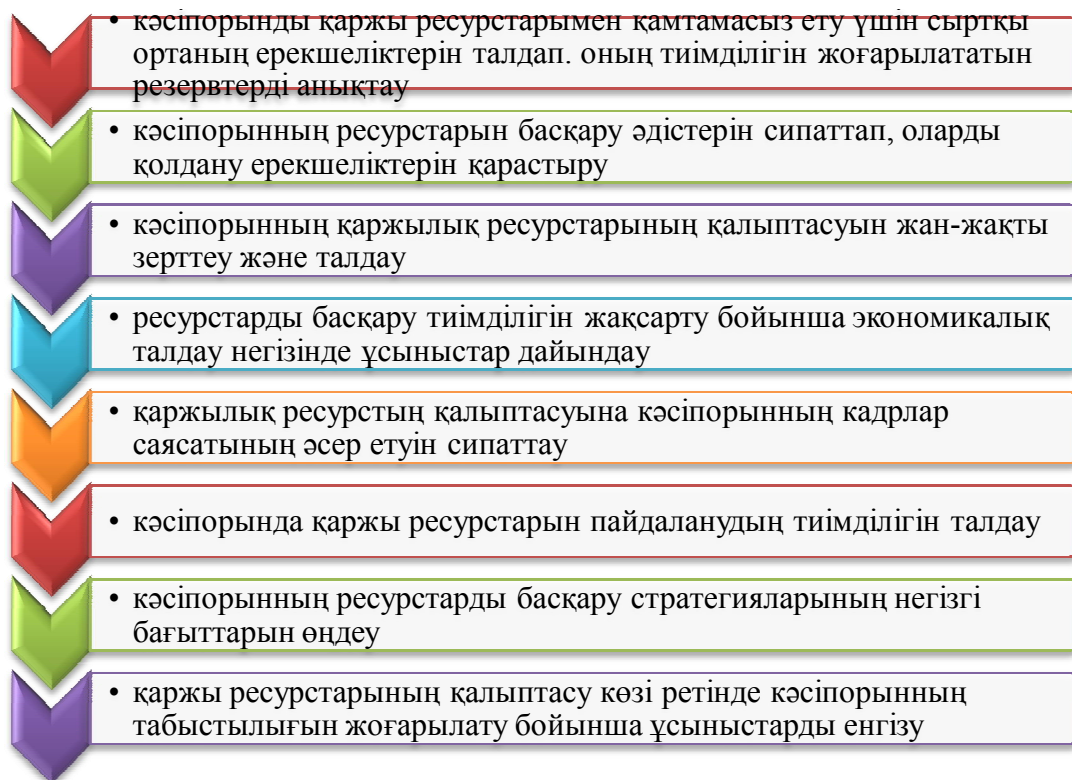 • кәсіпорынды қаржы ресурстарымен қамтамасыз ету үшін сыртқы
ортаның ерекшеліктерін талдап. оның тиімділігін жоғарылататын
резервтерді анықтау
• кәсіпорынның ресурстарын басқару әдістерін сипаттап, оларды
қолдану ерекшеліктерін қарастыру
• кәсіпорынның қаржылық ресурстарының қалыптасуын жан-жақты
зерттеу және талдау
• ресурстарды басқару тиімділігін жақсарту бойынша экономикалық
талдау негізінде ұсыныстар дайындау
• қаржылық ресурстың қалыптасуына кәсіпорынның кадрлар
саясатының әсер етуін сипаттау
• кәсіпорында қаржы ресурстарын пайдаланудың тиімділігін талдау
• кәсіпорынның ресурстарды басқару стратегияларының негізгі
бағыттарын өңдеу
• қаржы ресурстарының қалыптасу көзі ретінде кәсіпорынның
табыстылығын жоғарылату бойынша ұсыныстарды енгізу